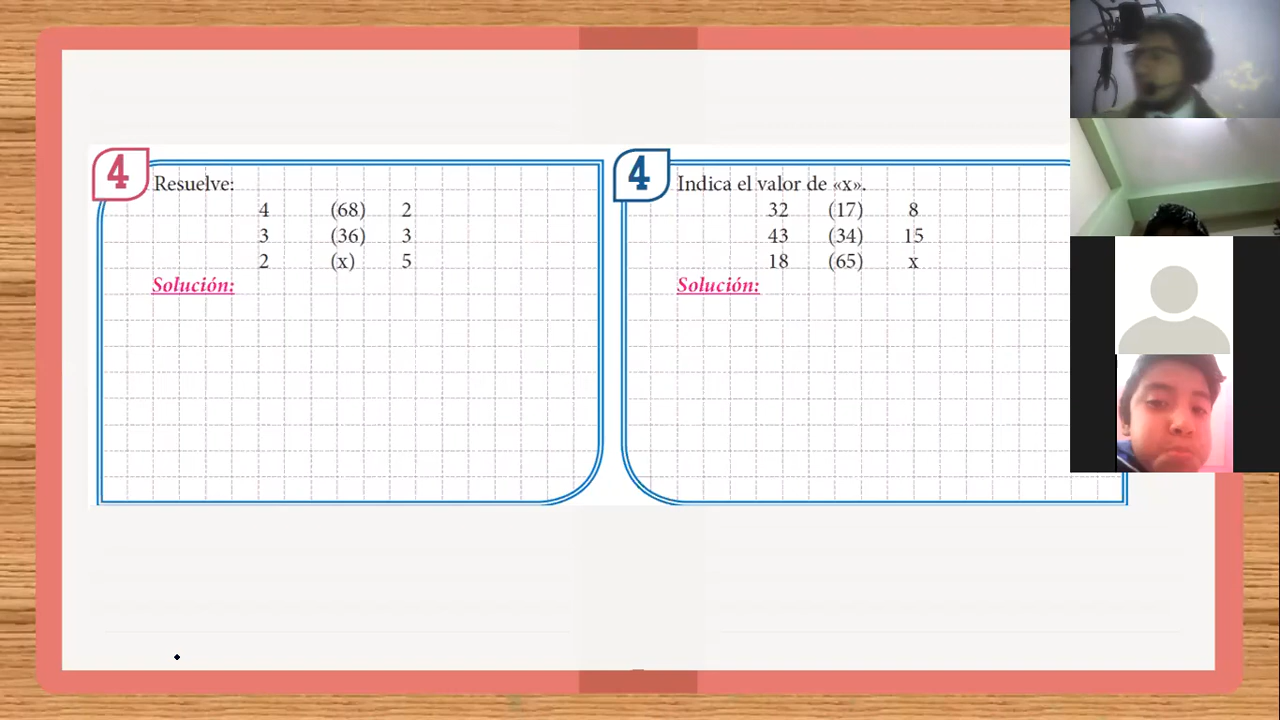 4
Resuelve:
4 (68) 2
3 (36) 3
2 (x) 5
Solución:
4
Indica el valor de «x».
32 (17) 8
43 (34) 15
18 (65) x
Solución: